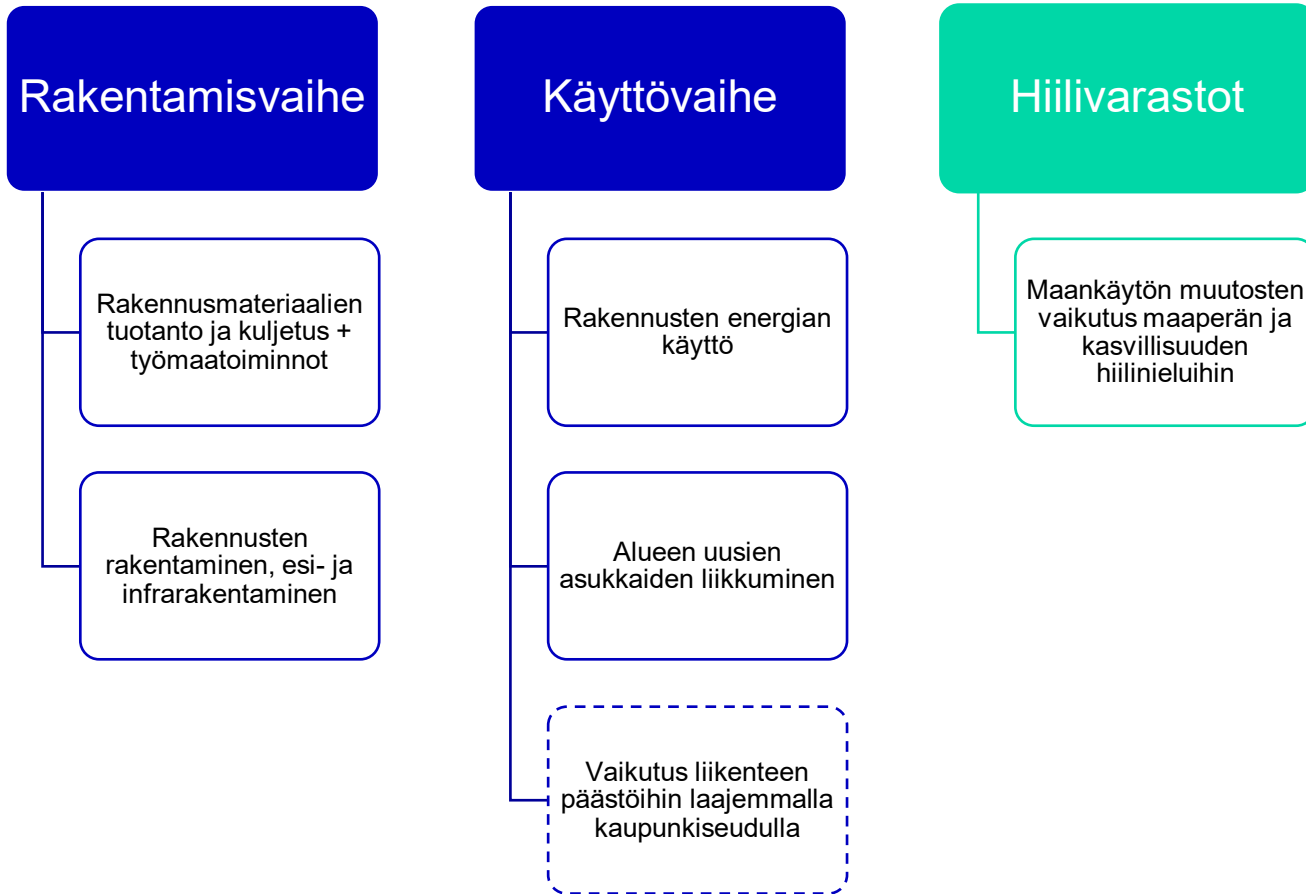 Rakentamisvaihe
Rakennusmateriaalien
tuotanto ja kuljetus +
työmaatoiminnot
Rakennusten
rakentaminen, esi- ja
infrarakentaminen
Käyttövaihe
Rakennusten energian
käyttö
Alueen uusien
asukkaiden liikkuminen
Vaikutus liikenteen
päästöihin laajemmalla
kaupunkiseudulla
Hiilivarastot
Maankäytön muutosten
vaikutus maaperän ja
kasvillisuuden
hiilinieluihin